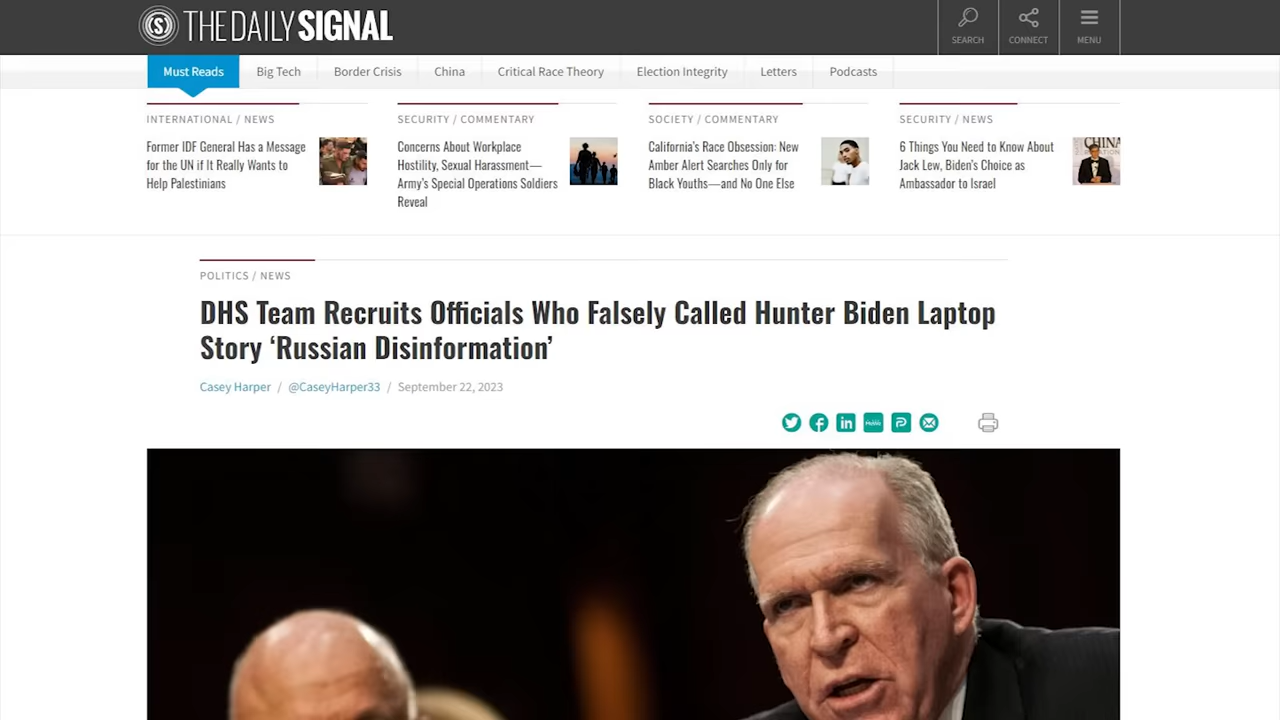 THE DAILY SIGNAL
SEARCH
CONNECT
MENU
Must Reads
Big Tech
Border Crisis
China
Critical Race Theory
Election Integrity
Letters
Podcasts
INTERNATIONAL / NEWS
Former IDF General Has a Message
for the UN if It Really Wants to
Help Palestinians
SECURITY / COMMENTARY
Concerns About Workplace
Hostility, Sexual Harassment—
Army's Special Operations Soldiers
Reveal
SOCIETY / COMMENTARY
California's Race Obsession: New
Amber Alert Searches Only for
Black Youths—and No One Else
SECURITY / NEWS
6 Things You Need to Know About
Jack Lew, Biden's Choice as
Ambassador to Israel
CHINA
POLITICS / NEWS
DHS Team Recruits Officials Who Falsely Called Hunter Biden Laptop
Story ‘Russian Disinformation’
Casey Harper / @CaseyHarper33 / September 22, 2023